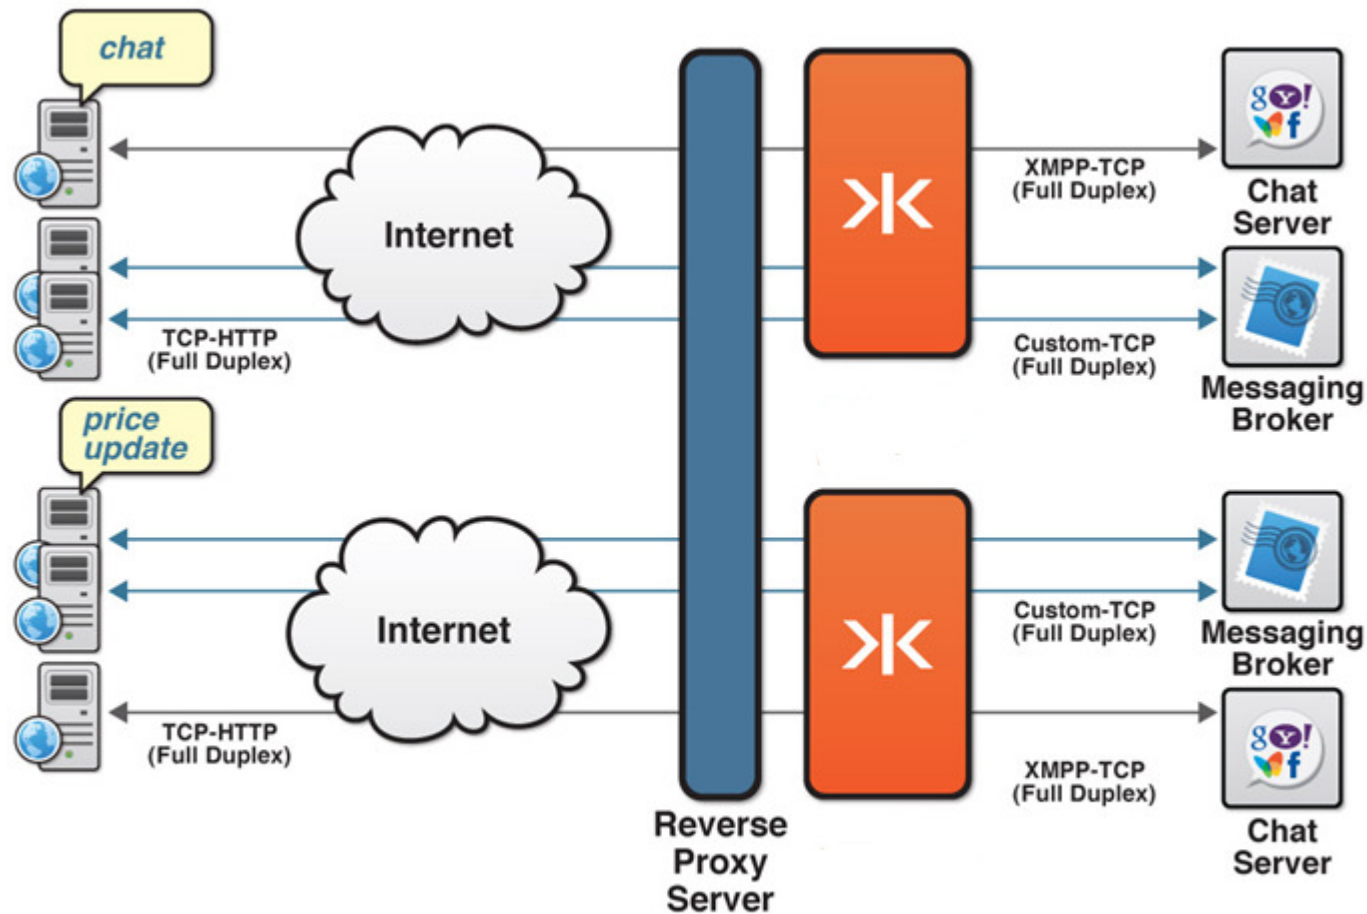 chat
Internet
XMPP-TCP
(Full Duplex)
g Y!
f
Chat
Server
TCP-HTTP
(Full Duplex)
Custom-TCP
(Full Duplex)
Messaging
Broker
price
update
Internet
Custom-TCP
(Full Duplex)
Messaging
Broker
TCP-HTTP
(Full Duplex)
XMPP-TCP
(Full Duplex)
g Y!
f
Chat
Server
Reverse
Proxy
Server